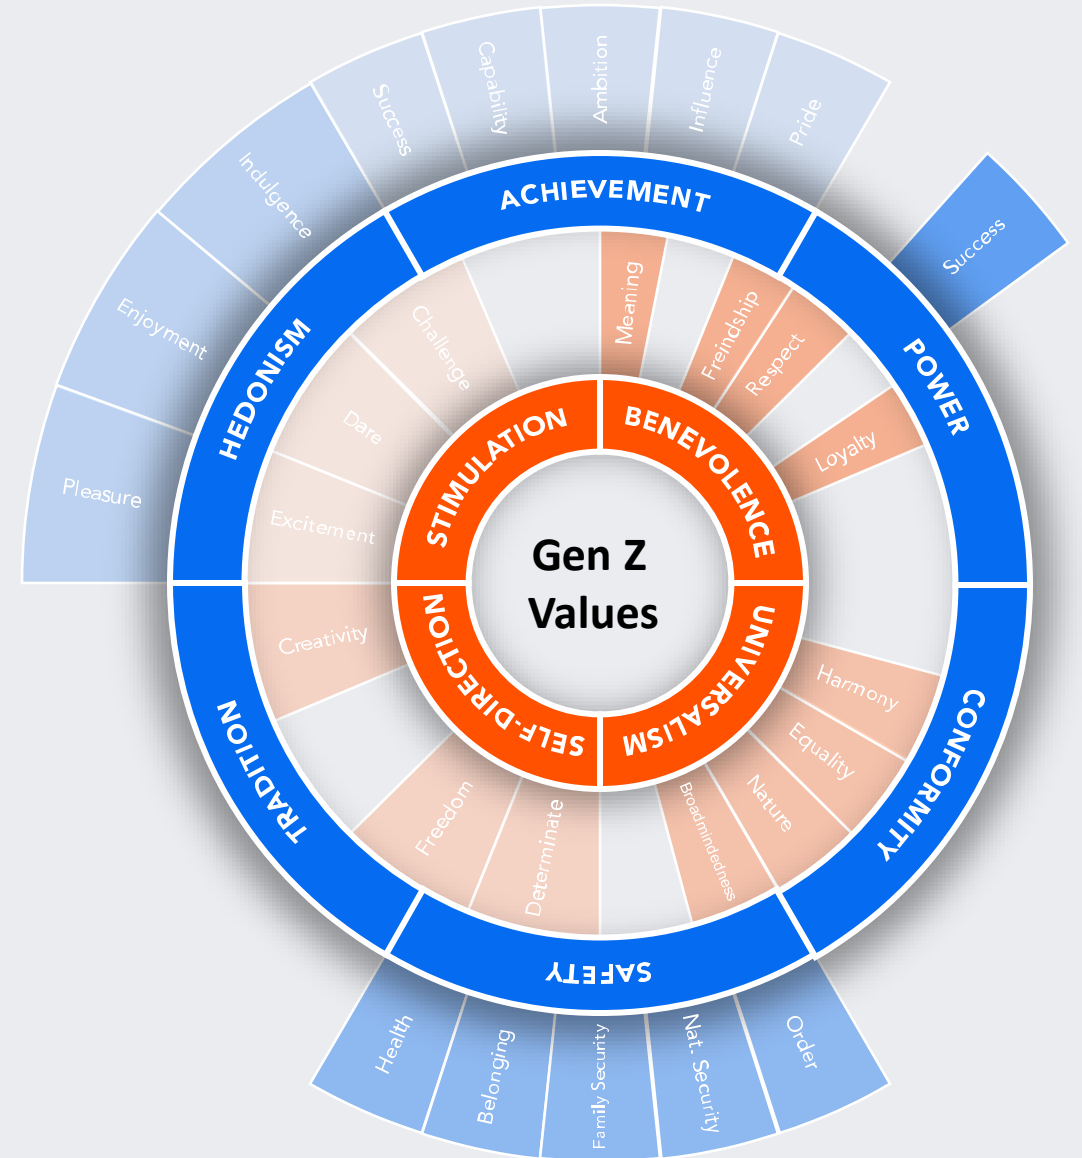 Success
Capability
Ambition
Influence
Pride
Success
Indulgence
Enjoyment
Pleasure
ACHIEVEMENT
POWER
CONFORMITY
SAFETY
TRADITION
HEDONISM
Challenge
Dare
Excitement
Meaning
Freindship
Respect
Loyalty
STIMULATION
BENEVOLENCE
UNIVERSALISM
SELF-DIRECTION
Gen Z
Values
Creativity
Freedom
Determinate
Harmony
Equality
Nature
Broadmindedness
Health
Belonging
Family Security
Nat. Security
Order